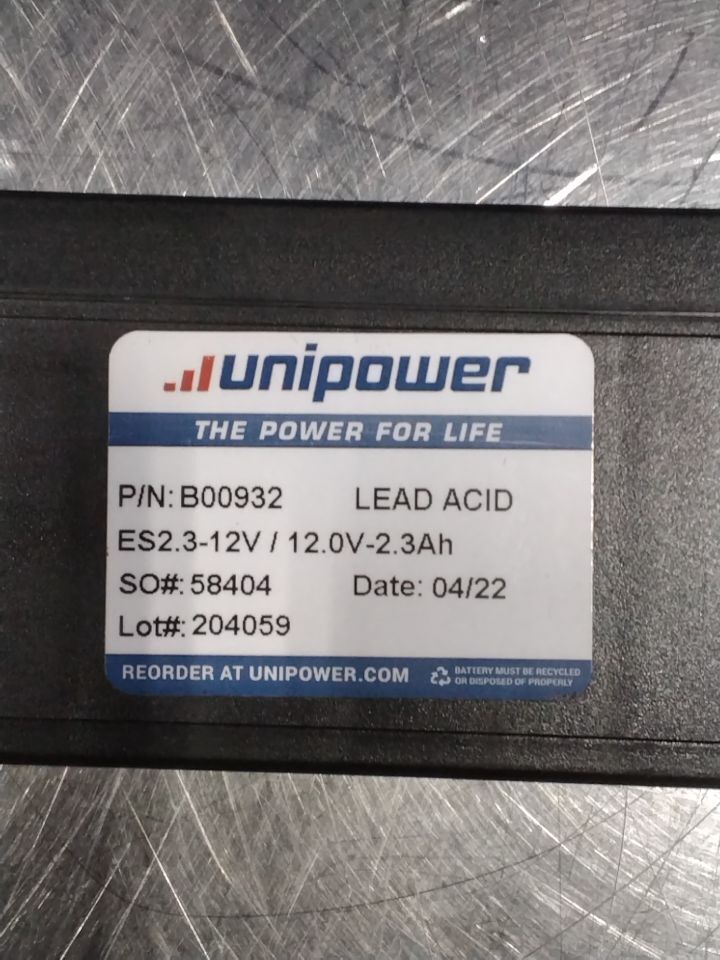 unipower
THE POWER FOR LIFE
P/N: B00932 LEAD ACID
ES2.3-12V / 12.0V-2.3Ah
SO#: 58404 Date: 04/22
Lot#: 204059
REORDER AT UNIPOWER.COM
BATTERY MUST BE RECYCLED
OR DISPOSED OF PROPERLY